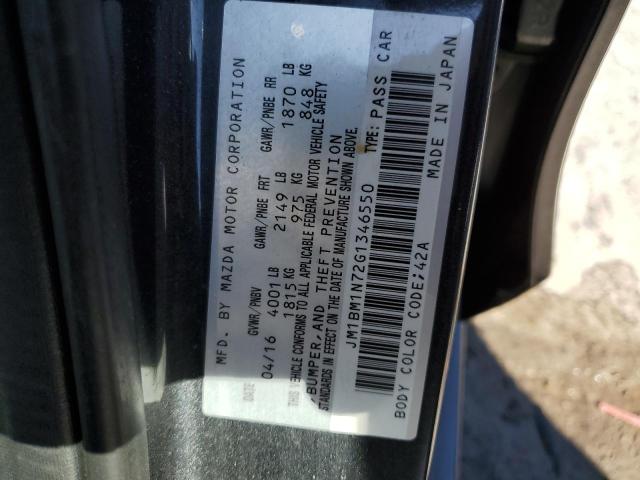 MFD. BY MAZDA MOTOR CORPORATION
DATE GVWR/PNBV GAWR/PNBE FRT GAWR/PNBE RR
04/16 4001 LB 2149 LB 1870 LB
1815 KG 975 KG 848 KG
THIS VEHICLE CONFORMS TO ALL APPLICABLE FEDERAL MOTOR VEHICLE SAFETY
,BUMPER, AND THEFT PREVENTION
STANDARDS IN EFFECT ON THE DATE OF MANUFACTURE SHOWN ABOVE.
JM1BM1N72G1346550 TYPE: PASS CAR
BODY COLOR CODE:42A MADE IN JAPAN